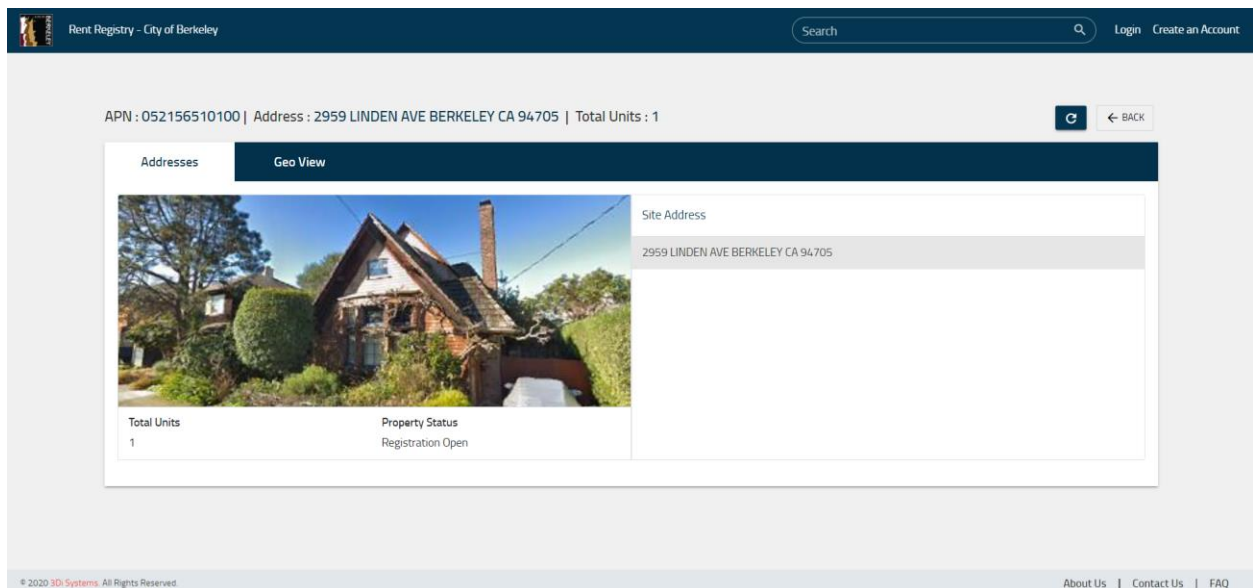 Rent Registry - City of Berkeley
Search
Login Create an Account
APN : 052156510100 | Address : 2959 LINDEN AVE BERKELEY CA 94705 | Total Units : 1
← BACK
Addresses Geo View
Site Address
2959 LINDEN AVE BERKELEY CA 94705
Total Units Property Status
1 Registration Open
© 2020 3Di Systems. All Rights Reserved.
About Us | Contact Us | FAQ